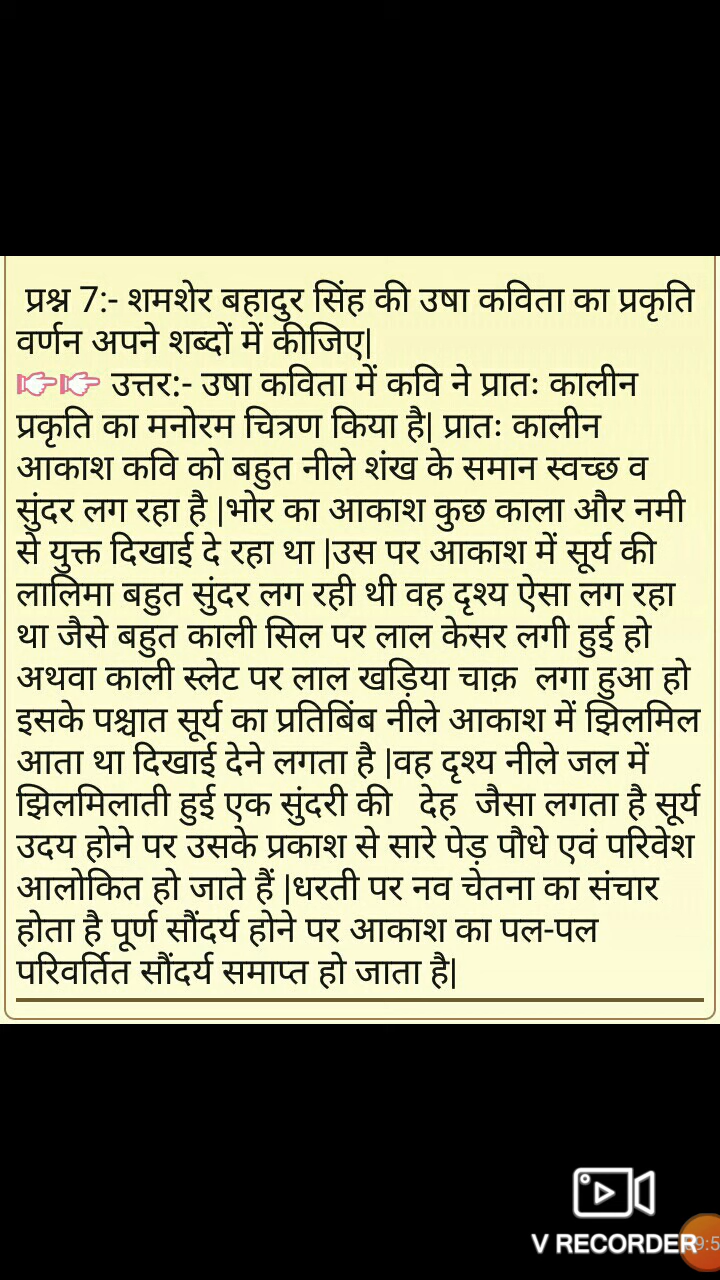 प्रश्न 7:- शमशेर बहादुर सिंह की उषा कविता का प्रकृति
वर्णन अपने शब्दों में कीजिए|
उत्तर:- उषा कविता में कवि ने प्रातः कालीन
प्रकृति का मनोरम चित्रण किया है| प्रातः कालीन
आकाश कवि को बहुत नीले शंख के समान स्वच्छ व
सुंदर लग रहा है |भोर का आकाश कुछ काला और नमी
से युक्त दिखाई दे रहा था |उस पर आकाश में सूर्य की
लालिमा बहुत सुंदर लग रही थी वह दृश्य ऐसा लग रहा
था जैसे बहुत काली सिल पर लाल केसर लगी हुई हो
अथवा काली स्लेट पर लाल खड़िया चाक़ लगा हुआ हो
इसके पश्चात सूर्य का प्रतिबिंब नीले आकाश में झिलमिल
आता था दिखाई देने लगता है |वह दृश्य नीले जल में
झिलमिलाती हुई एक सुंदरी की देह जैसा लगता है सूर्य
उदय होने पर उसके प्रकाश से सारे पेड़ पौधे एवं परिवेश
आलोकित हो जाते हैं |धरती पर नव चेतना का संचार
होता है पूर्ण सौंदर्य होने पर आकाश का पल-पल
परिवर्तित सौंदर्य समाप्त हो जाता है|
V RECORDER